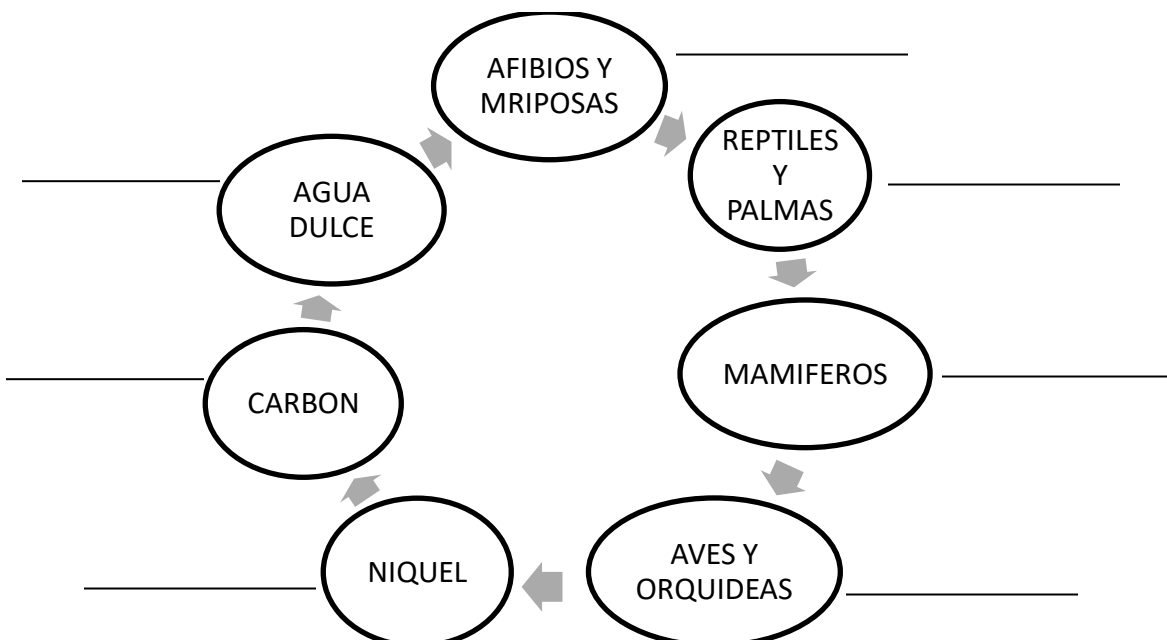 AFIBIOS Y
MRIPOSAS
REPTILES
Y
PALMAS
MAMIFEROS
AVES Y
ORQUIDEAS
NIQUEL
CARBON
AGUA
DULCE